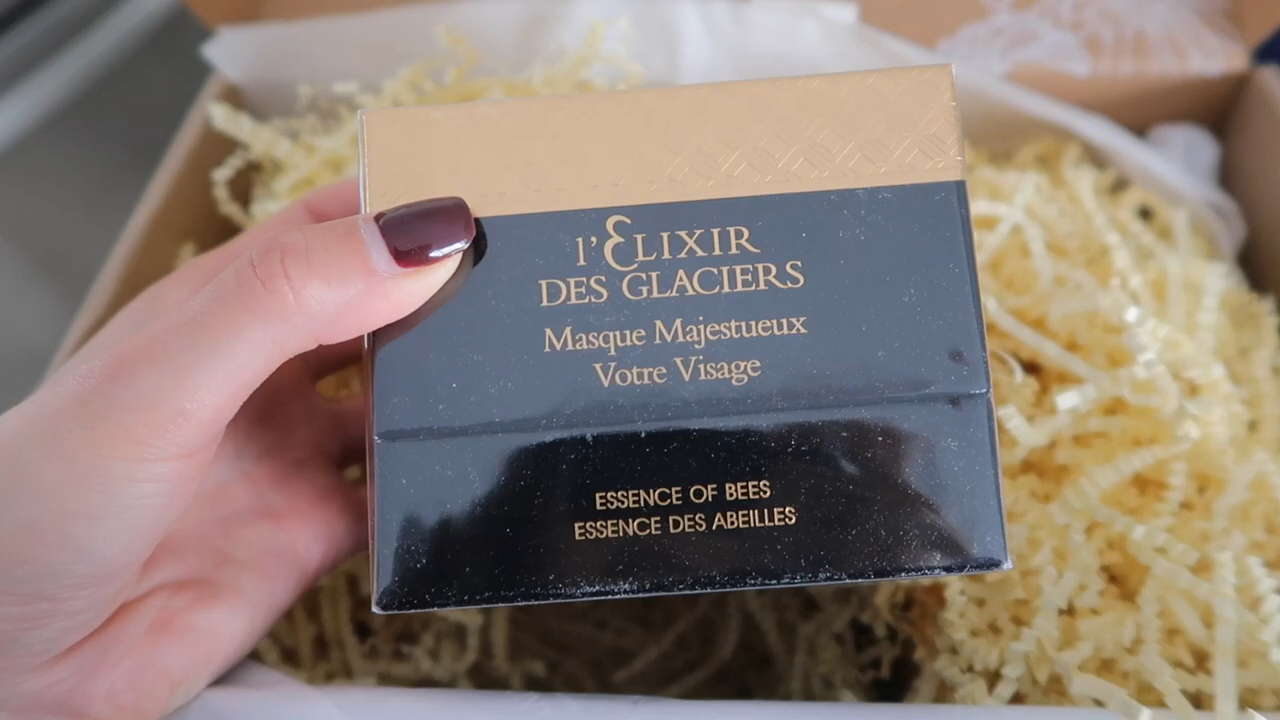 l'Elixir
DES GLACIERS
Masque Majestueux
Votre Visage
ESSENCE OF BEES
ESSENCE DES ABEILLES